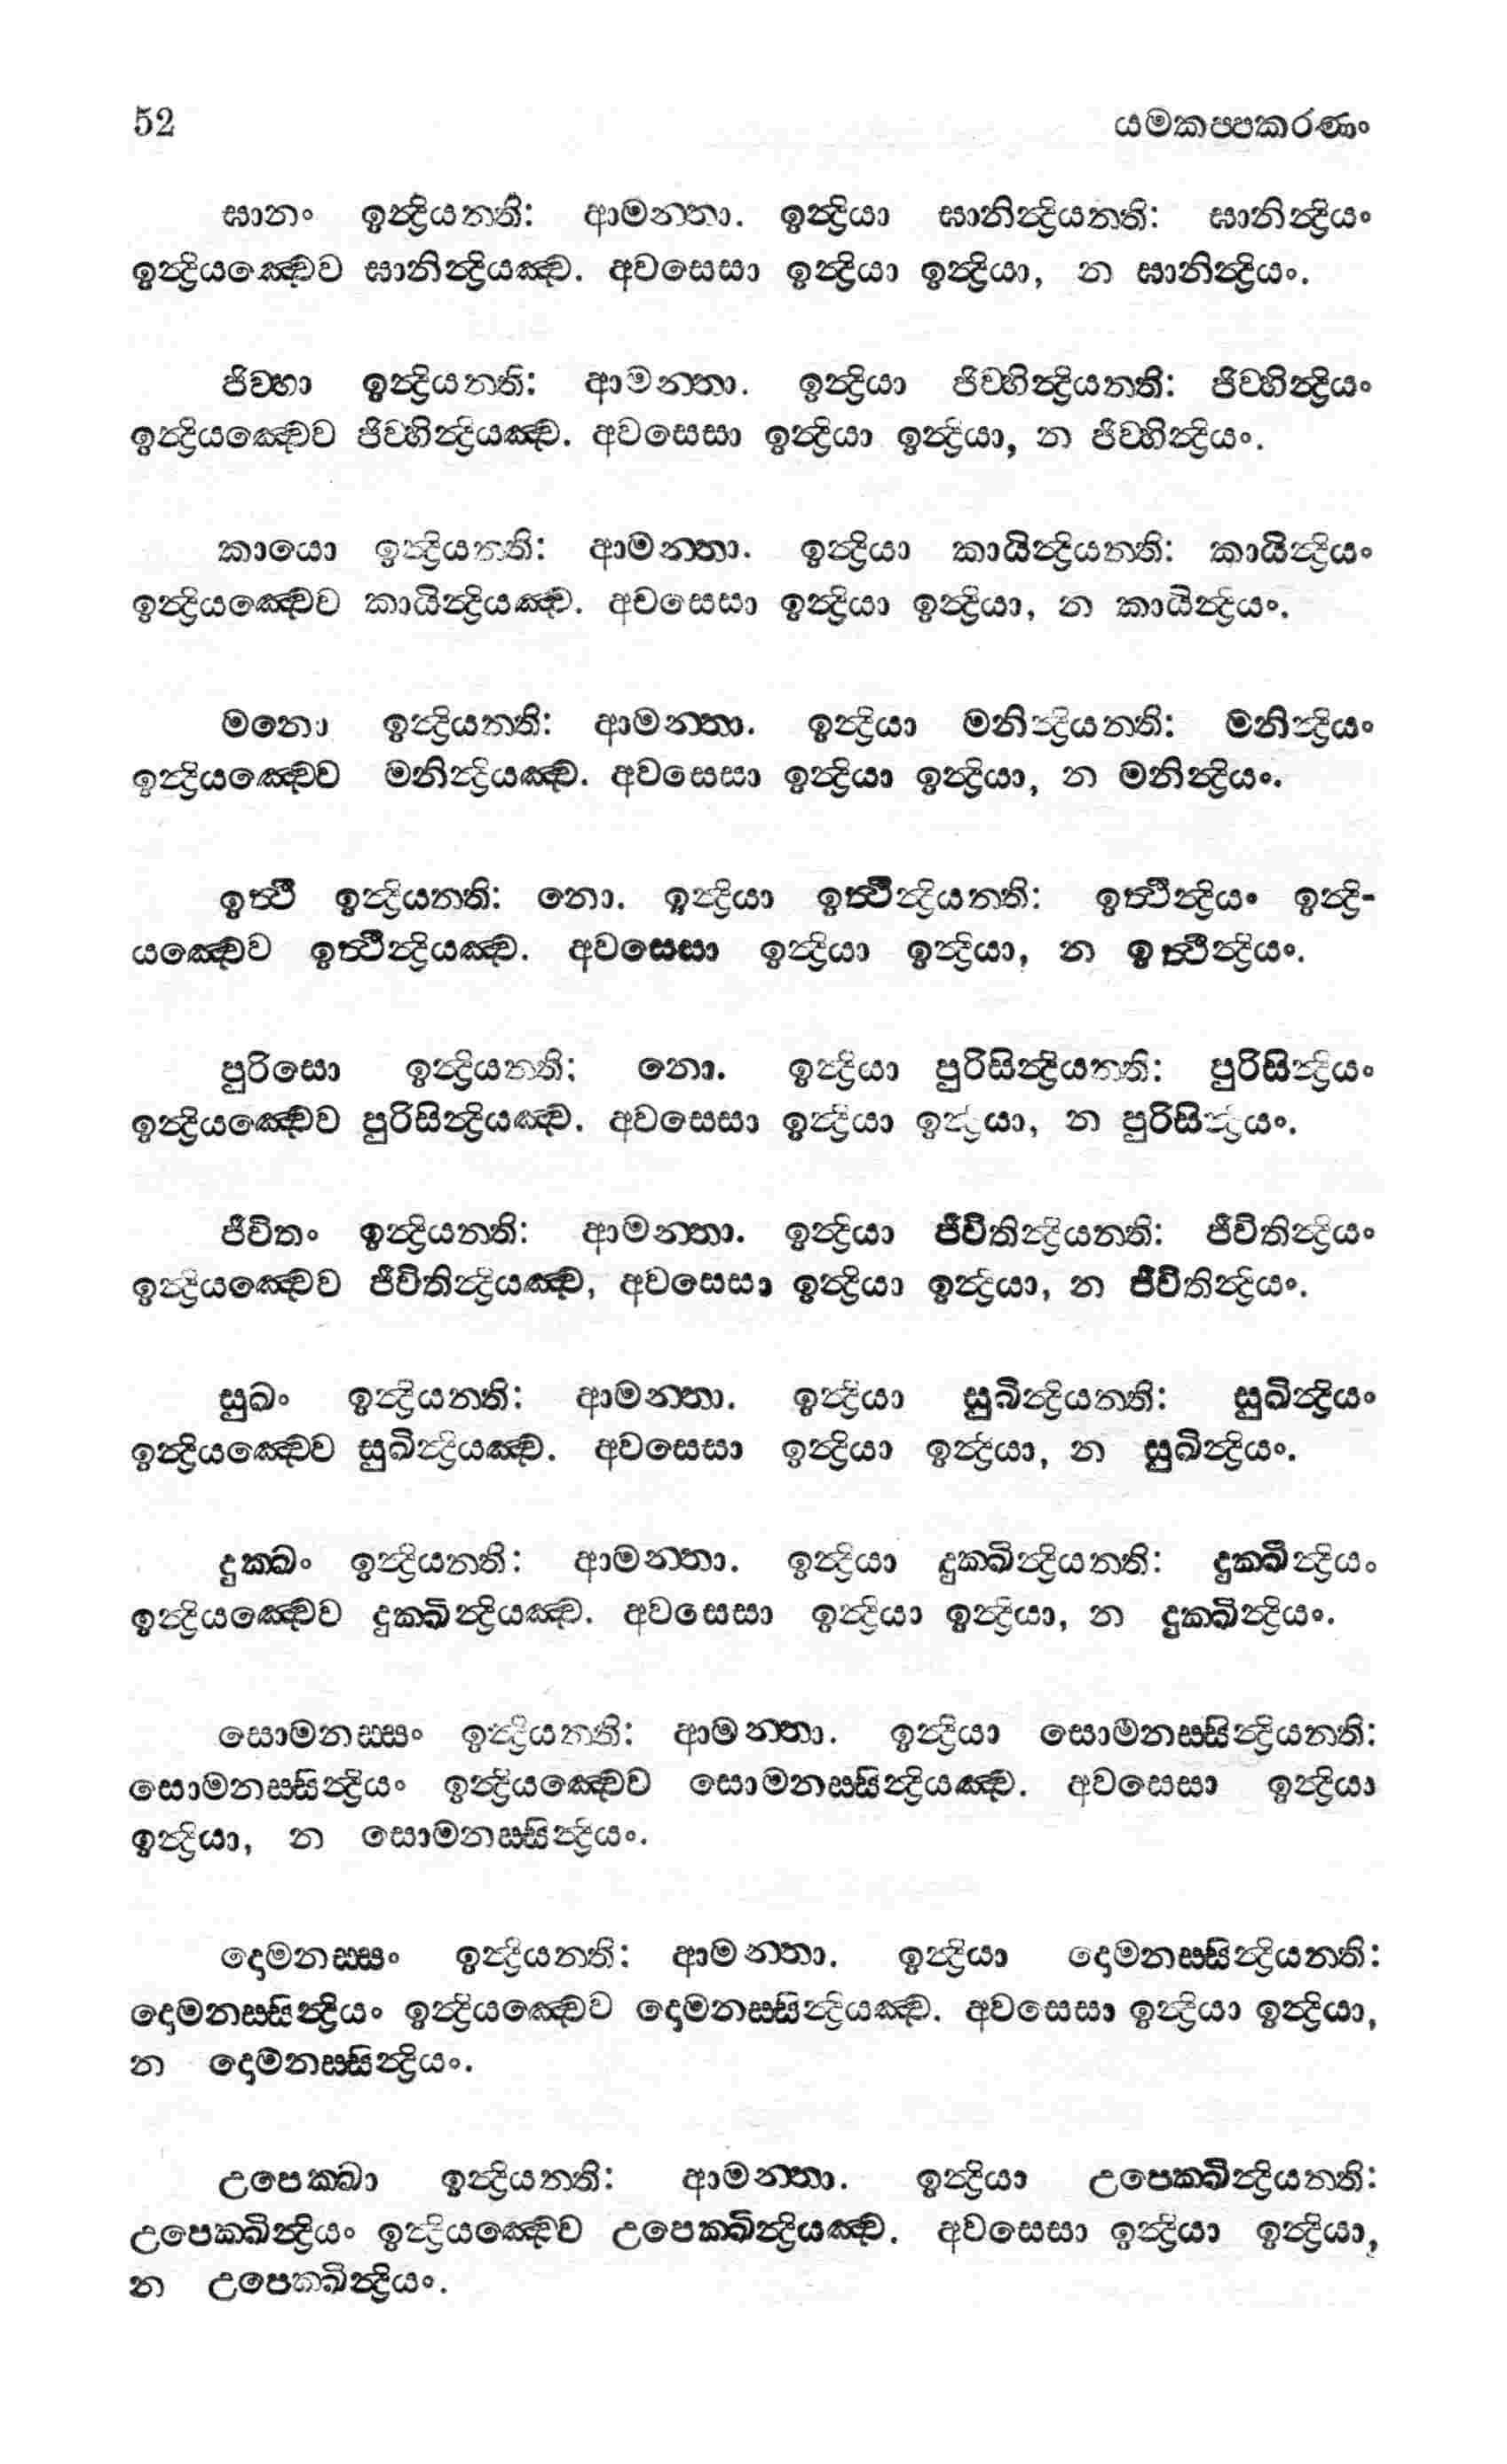 52 යමකප්පකරණං
ඝානං ඉන්ද්‍රියන්ති: ආමන්තා. ඉන්ද්‍රියා ඝානින්ද්‍රියන්ති: ඝානින්ද්‍රියං
ඉන්ද්‍රියඤ්චෙව ඝානින්ද්‍රියඤ්ච. අවසෙසා ඉන්ද්‍රියා ඉන්ද්‍රියා, න ඝානින්ද්‍රියං.
ජිව්හා ඉන්ද්‍රියන්ති: ආමන්තා. ඉන්ද්‍රියා ජිව්හින්ද්‍රියන්ති: ජිව්හින්ද්‍රියං
ඉන්ද්‍රියඤ්චෙව ජිව්හින්ද්‍රියඤ්ච. අවසෙසා ඉන්ද්‍රියා ඉන්ද්‍රියා, න ජිව්හින්ද්‍රියං.
කායො ඉන්ද්‍රියන්ති: ආමන්තා. ඉන්ද්‍රියා කායින්ද්‍රියන්ති: කායින්ද්‍රියං
ඉන්ද්‍රියඤ්චෙව කායින්ද්‍රියඤ්ච. අවසෙසා ඉන්ද්‍රියා ඉන්ද්‍රියා, න කායින්ද්‍රියං.
මනො ඉන්ද්‍රියන්ති: ආමන්තා. ඉන්ද්‍රියා මනින්ද්‍රියන්ති: මනින්ද්‍රියං
ඉන්ද්‍රියඤ්චෙව මනින්ද්‍රියඤ්ච. අවසෙසා ඉන්ද්‍රියා ඉන්ද්‍රියා, න මනින්ද්‍රියං.
ඉත්ථි ඉන්ද්‍රියන්ති: නො. ඉන්ද්‍රියා ඉත්ථින්ද්‍රියන්ති: ඉත්ථින්ද්‍රියං ඉන්ද්‍රි-
යඤ්චෙව ඉත්ථින්ද්‍රියඤ්ච. අවසෙසා ඉන්ද්‍රියා ඉන්ද්‍රියා, න ඉත්ථින්ද්‍රියං.
පුරිසො ඉන්ද්‍රියන්ති: නො. ඉන්ද්‍රියා පුරිසින්ද්‍රියන්ති: පුරිසින්ද්‍රියං
ඉන්ද්‍රියඤ්චෙව පුරිසින්ද්‍රියඤ්ච. අවසෙසා ඉන්ද්‍රියා ඉන්ද්‍රියා, න පුරිසින්ද්‍රියං.
ජීවිතං ඉන්ද්‍රියන්ති: ආමන්තා. ඉන්ද්‍රියා ජීවිතින්ද්‍රියන්ති: ජීවිතින්ද්‍රියං
ඉන්ද්‍රියඤ්චෙව ජීවිතින්ද්‍රියඤ්ච, අවසෙසා ඉන්ද්‍රියා ඉන්ද්‍රියා, න ජීවිතින්ද්‍රියං.
සුඛං ඉන්ද්‍රියන්ති: ආමන්තා. ඉන්ද්‍රියා සුඛින්ද්‍රියන්ති: සුඛින්ද්‍රියං
ඉන්ද්‍රියඤ්චෙව සුඛින්ද්‍රියඤ්ච. අවසෙසා ඉන්ද්‍රියා ඉන්ද්‍රියා, න සුඛින්ද්‍රියං.
දුක්ඛං ඉන්ද්‍රියන්ති: ආමන්තා. ඉන්ද්‍රියා දුක්ඛින්ද්‍රියන්ති: දුක්ඛින්ද්‍රියං
ඉන්ද්‍රියඤ්චෙව දුක්ඛින්ද්‍රියඤ්ච. අවසෙසා ඉන්ද්‍රියා ඉන්ද්‍රියා, න දුක්ඛින්ද්‍රියං.
සොමනස්සං ඉන්ද්‍රියන්ති: ආමන්තා. ඉන්ද්‍රියා සොමනස්සින්ද්‍රියන්ති:
සොමනස්සින්ද්‍රියං ඉන්ද්‍රියඤ්චෙව සොමනස්සින්ද්‍රියඤ්ච. අවසෙසා ඉන්ද්‍රියා
ඉන්ද්‍රියා, න සොමනස්සින්ද්‍රියං.
දොමනස්සං ඉන්ද්‍රියන්ති: ආමන්තා. ඉන්ද්‍රියා දොමනස්සින්ද්‍රියන්ති:
දොමනස්සින්ද්‍රියං ඉන්ද්‍රියඤ්චෙව දොමනස්සින්ද්‍රියඤ්ච. අවසෙසා ඉන්ද්‍රියා ඉන්ද්‍රියා,
න දොමනස්සින්ද්‍රියං.
උපෙක්ඛා ඉන්ද්‍රියන්ති: ආමන්තා. ඉන්ද්‍රියා උපෙක්ඛින්ද්‍රියන්ති:
උපෙක්ඛින්ද්‍රියං ඉන්ද්‍රියඤ්චෙව උපෙක්ඛින්ද්‍රියඤ්ච. අවසෙසා ඉන්ද්‍රියා ඉන්ද්‍රියා,
න උපෙක්ඛින්ද්‍රියං.